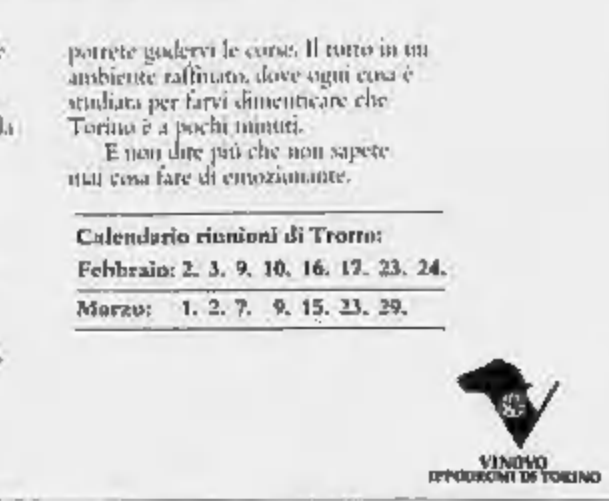 potrete godervi le corse. Il tutto in un
ambiente raffinato, dove ogni cosa è
studiata per farvi dimenticare che
Torino è a pochi minuti.
E non dite più che non sapete
mai cosa fare di emozionante.
Calendario riunioni di Trotto:
Febbraio: 2. 3. 9. 10. 16. 17. 23. 24.
Marzo: 1. 2. 7. 9. 15. 23. 29.
VINOVO
IPPODROMI DI TORINO